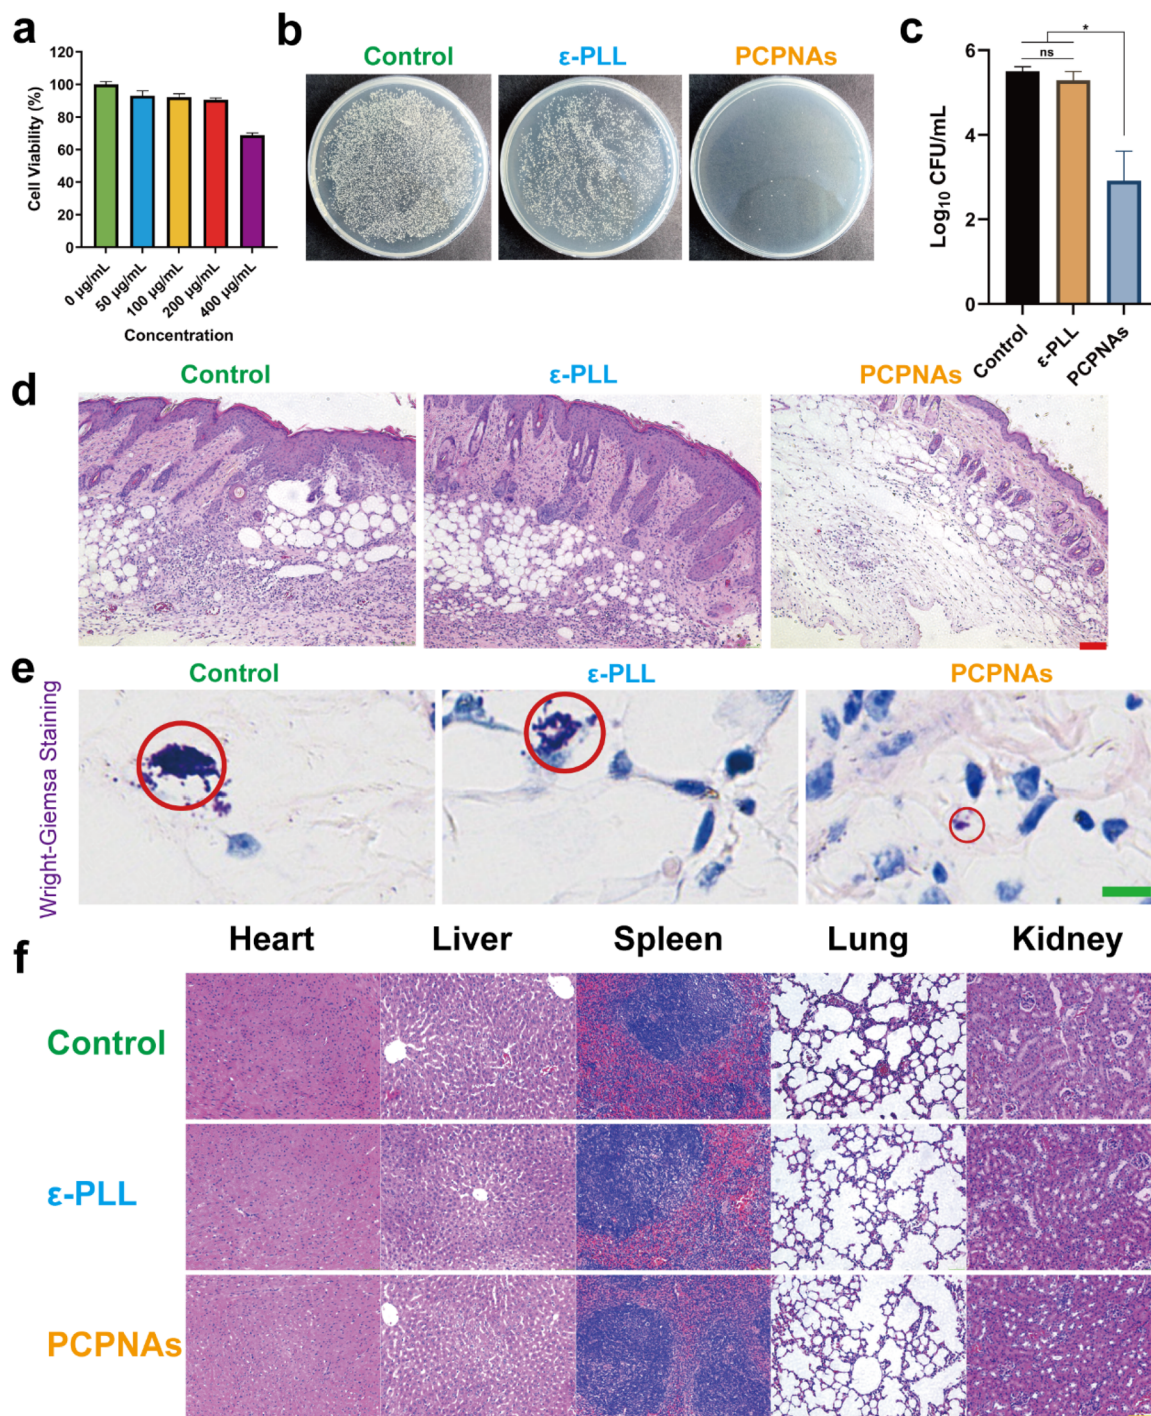 a
120
100
80
60
40
20
0
Cell Viability (%)
0 µg/mL
50 µg/mL
100 µg/mL
200 µg/mL
400 µg/mL
Concentration
b
Control
ε-PLL
PCPNAs
c
*
ns
6
4
2
0
Log10 CFU/mL
Control
ε-PLL
PCPNAs
d
Control
ε-PLL
PCPNAs
e
Control
ε-PLL
PCPNAs
Wright-Giemsa Staining
f
Heart Liver Spleen Lung Kidney
Control
ε-PLL
PCPNAs